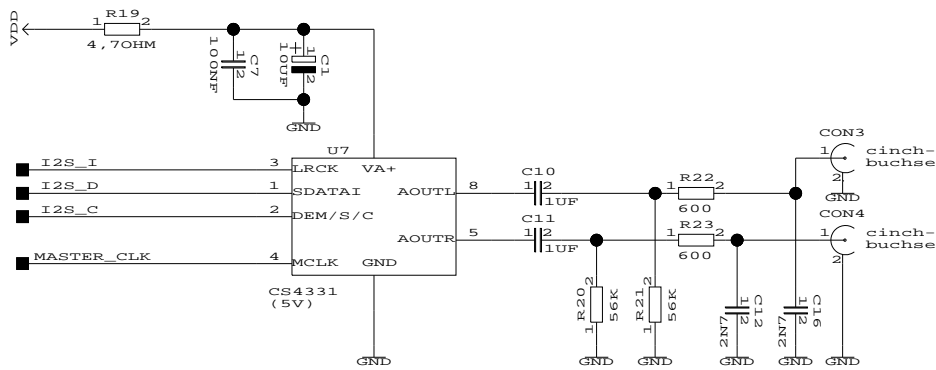 VDD
1 R19 2
4,7OHM
100NF
1 2
C7
+
10UF
1 2
C1
GND
U7
I2S_I 3 LRCK VA+
I2S_D 1 SDATAI AOUTL 8
I2S_C 2 DEM/S/C
AOUTR 5
MASTER_CLK 4 MCLK GND
CS4331
(5V)
GND
C10
1 2
1UF
C11
1 2
1UF
R22
1 2
600
R23
1 2
600
R20
1 2
56K
GND
R21
1 2
56K
GND
2N7
1 2
C12
GND
2N7
1 2
C16
GND
CON3
1 cinch-
buchse
2
GND
CON4
1 cinch-
buchse
2
GND